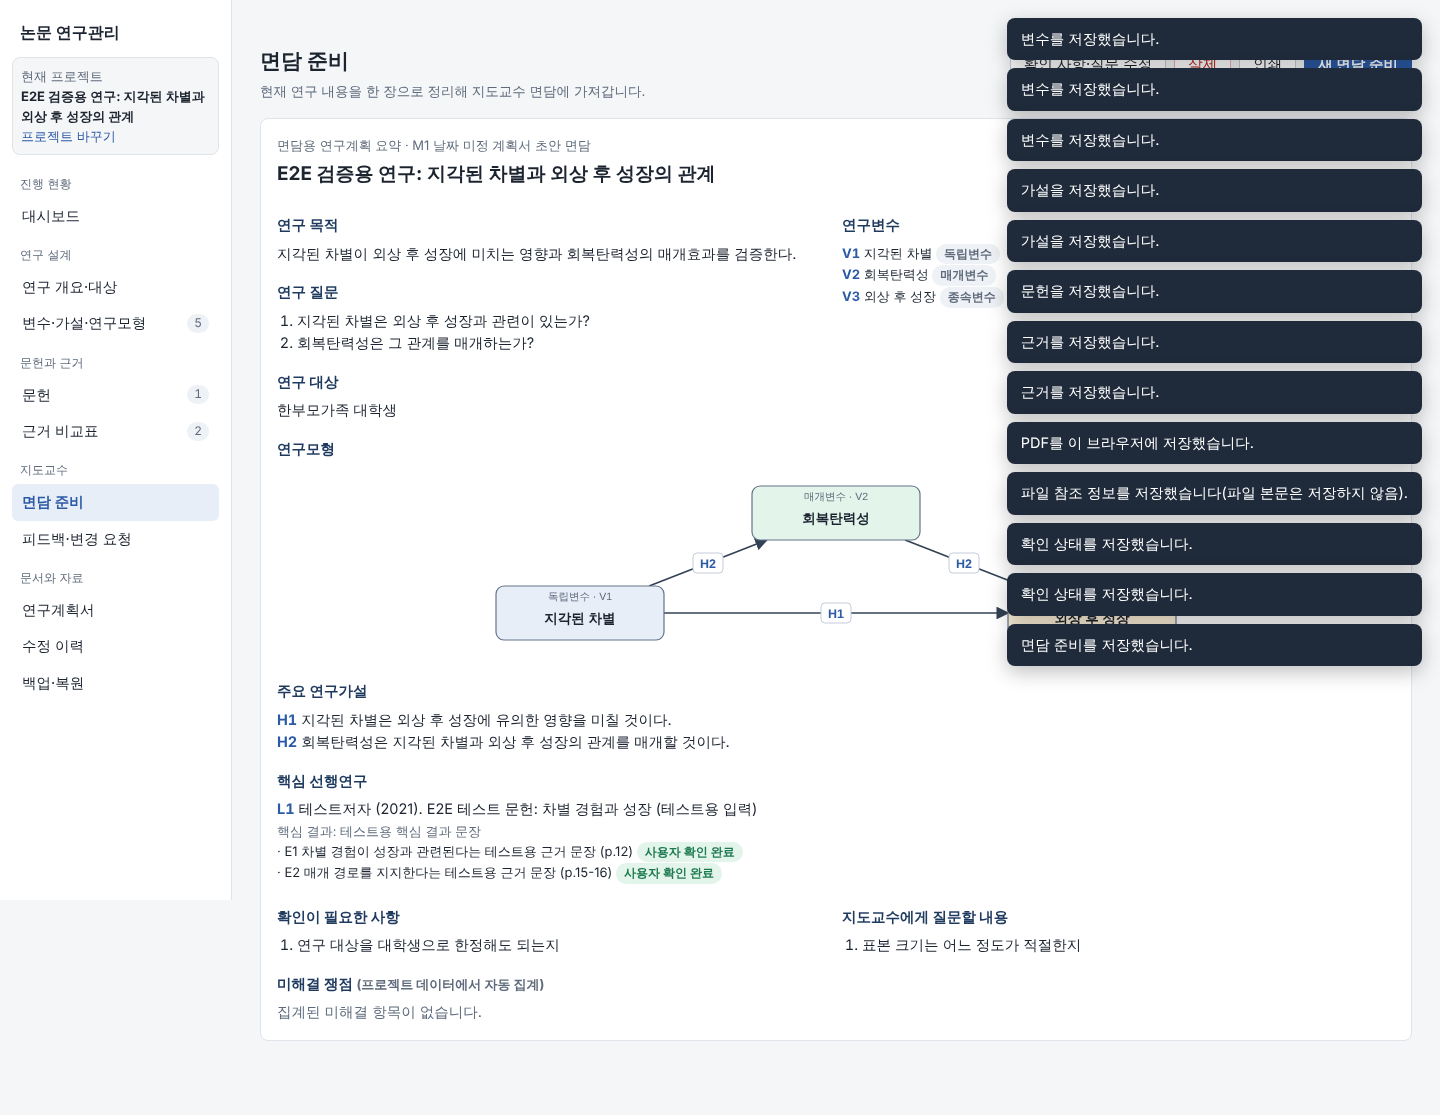 논문 연구관리
현재 프로젝트
E2E 검증용 연구: 지각된 차별과
외상 후 성장의 관계
프로젝트 바꾸기
진행 현황
대시보드
연구 설계
연구 개요·대상
변수·가설·연구모형 5
문헌과 근거
문헌 1
근거 비교표 2
지도교수
면담 준비
피드백·변경 요청
문서와 자료
연구계획서
수정 이력
백업·복원
면담 준비
현재 연구 내용을 한 장으로 정리해 지도교수 면담에 가져갑니다.
확인 사항·질문 수정 삭제 인쇄 새 면담 준비
면담용 연구계획 요약 · M1 날짜 미정 계획서 초안 면담
E2E 검증용 연구: 지각된 차별과 외상 후 성장의 관계
연구 목적
지각된 차별이 외상 후 성장에 미치는 영향과 회복탄력성의 매개효과를 검증한다.
연구 질문
1. 지각된 차별은 외상 후 성장과 관련이 있는가?
2. 회복탄력성은 그 관계를 매개하는가?
연구 대상
한부모가족 대학생
연구변수
V1 지각된 차별 독립변수
V2 회복탄력성 매개변수
V3 외상 후 성장 종속변수
연구모형
매개변수 · V2
회복탄력성
H2
H2
독립변수 · V1
지각된 차별
H1
외상 후 성장
주요 연구가설
H1 지각된 차별은 외상 후 성장에 유의한 영향을 미칠 것이다.
H2 회복탄력성은 지각된 차별과 외상 후 성장의 관계를 매개할 것이다.
핵심 선행연구
L1 테스트저자 (2021). E2E 테스트 문헌: 차별 경험과 성장 (테스트용 입력)
핵심 결과: 테스트용 핵심 결과 문장
· E1 차별 경험이 성장과 관련된다는 테스트용 근거 문장 (p.12) 사용자 확인 완료
· E2 매개 경로를 지지한다는 테스트용 근거 문장 (p.15-16) 사용자 확인 완료
확인이 필요한 사항
1. 연구 대상을 대학생으로 한정해도 되는지
지도교수에게 질문할 내용
1. 표본 크기는 어느 정도가 적절한지
미해결 쟁점 (프로젝트 데이터에서 자동 집계)
집계된 미해결 항목이 없습니다.
변수를 저장했습니다.
변수를 저장했습니다.
변수를 저장했습니다.
가설을 저장했습니다.
가설을 저장했습니다.
문헌을 저장했습니다.
근거를 저장했습니다.
근거를 저장했습니다.
PDF를 이 브라우저에 저장했습니다.
파일 참조 정보를 저장했습니다(파일 본문은 저장하지 않음).
확인 상태를 저장했습니다.
확인 상태를 저장했습니다.
면담 준비를 저장했습니다.